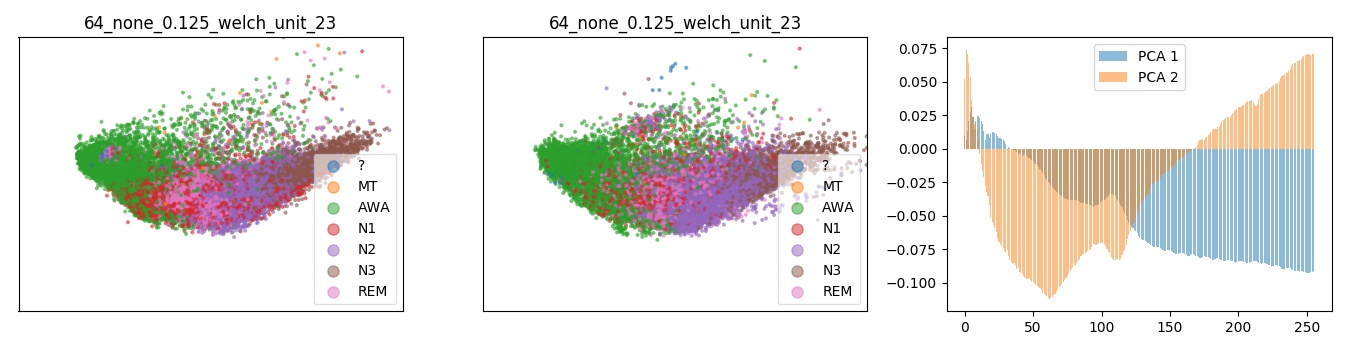 64_none_0.125_welch_unit_23
?
MT
AWA
N1
N2
N3
REM
64_none_0.125_welch_unit_23
?
MT
AWA
N1
N2
N3
REM
PCA 1
PCA 2
0.075
0.050
0.025
0.000
−0.025
−0.050
−0.075
−0.100
0
50
100
150
200
250